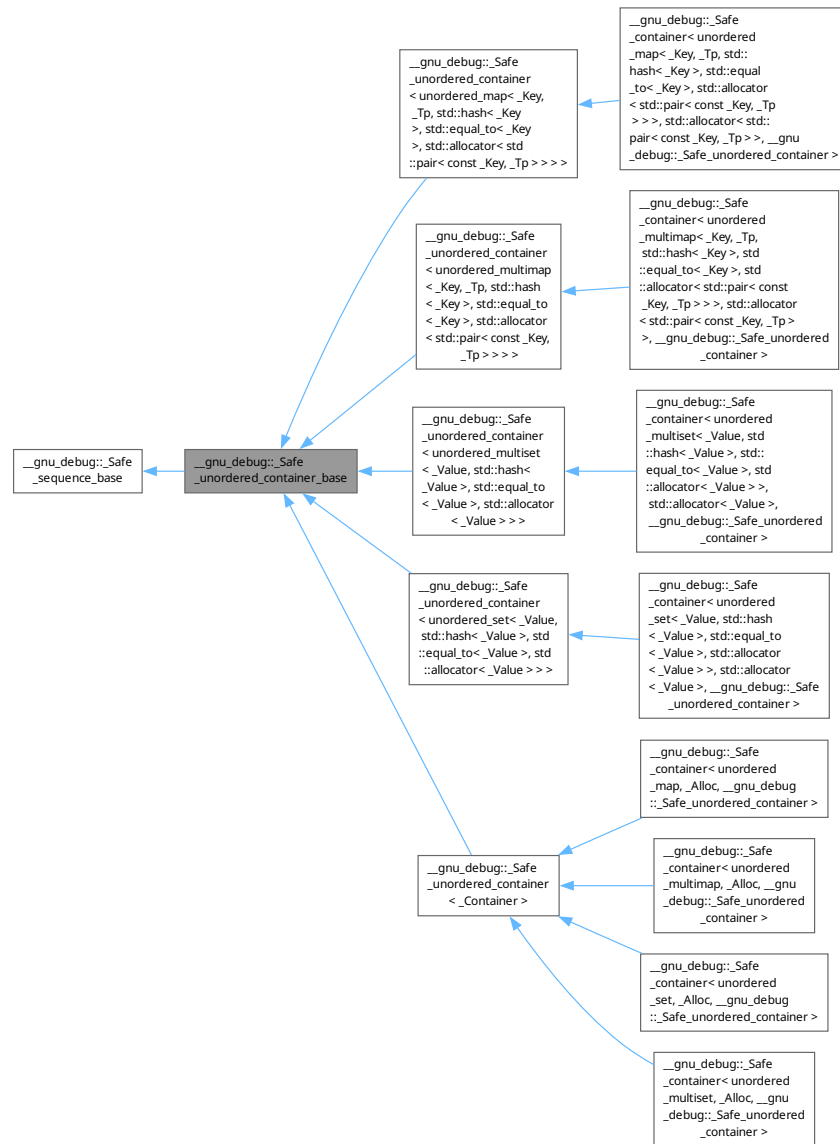 __gnu_debug::_Safe
_sequence_base
__gnu_debug::_Safe
_unordered_container_base
__gnu_debug::_Safe
_unordered_container
< unordered_map< _Key,
_Tp, std::hash< _Key
>, std::equal_to< _Key
>, std::allocator< std
::pair< const _Key, _Tp > > > >
__gnu_debug::_Safe
_container< unordered
_map< _Key, _Tp, std::
hash< _Key >, std::equal
_to< _Key >, std::allocator
< std::pair< const _Key, _Tp
> > >, std::allocator< std::
pair< const _Key, _Tp > >, __gnu
_debug::_Safe_unordered_container >
__gnu_debug::_Safe
_unordered_container
< unordered_multimap
< _Key, _Tp, std::hash
< _Key >, std::equal_to
< _Key >, std::allocator
< std::pair< const _Key,
_Tp > > > >
__gnu_debug::_Safe
_container< unordered
_multimap< _Key, _Tp,
std::hash< _Key >, std
::equal_to< _Key >, std
::allocator< std::pair< const
_Key, _Tp > > >, std::allocator
< std::pair< const _Key, _Tp >
>, __gnu_debug::_Safe_unordered
_container >
__gnu_debug::_Safe
_unordered_container
< unordered_multiset
< _Value, std::hash<
_Value >, std::equal_to
< _Value >, std::allocator
< _Value > > >
__gnu_debug::_Safe
_container< unordered
_multiset< _Value, std
::hash< _Value >, std::
equal_to< _Value >, std
::allocator< _Value > >,
std::allocator< _Value >,
__gnu_debug::_Safe_unordered
_container >
__gnu_debug::_Safe
_unordered_container
< unordered_set< _Value,
std::hash< _Value >, std
::equal_to< _Value >, std
::allocator< _Value > > >
__gnu_debug::_Safe
_container< unordered
_set< _Value, std::hash
< _Value >, std::equal_to
< _Value >, std::allocator
< _Value > >, std::allocator
< _Value >, __gnu_debug::_Safe
_unordered_container >
__gnu_debug::_Safe
_unordered_container
< _Container >
__gnu_debug::_Safe
_container< unordered
_map, _Alloc, __gnu_debug
::_Safe_unordered_container >
__gnu_debug::_Safe
_container< unordered
_multimap, _Alloc, __gnu
_debug::_Safe_unordered
_container >
__gnu_debug::_Safe
_container< unordered
_set, _Alloc, __gnu_debug
::_Safe_unordered_container >
__gnu_debug::_Safe
_container< unordered
_multiset, _Alloc, __gnu
_debug::_Safe_unordered
_container >